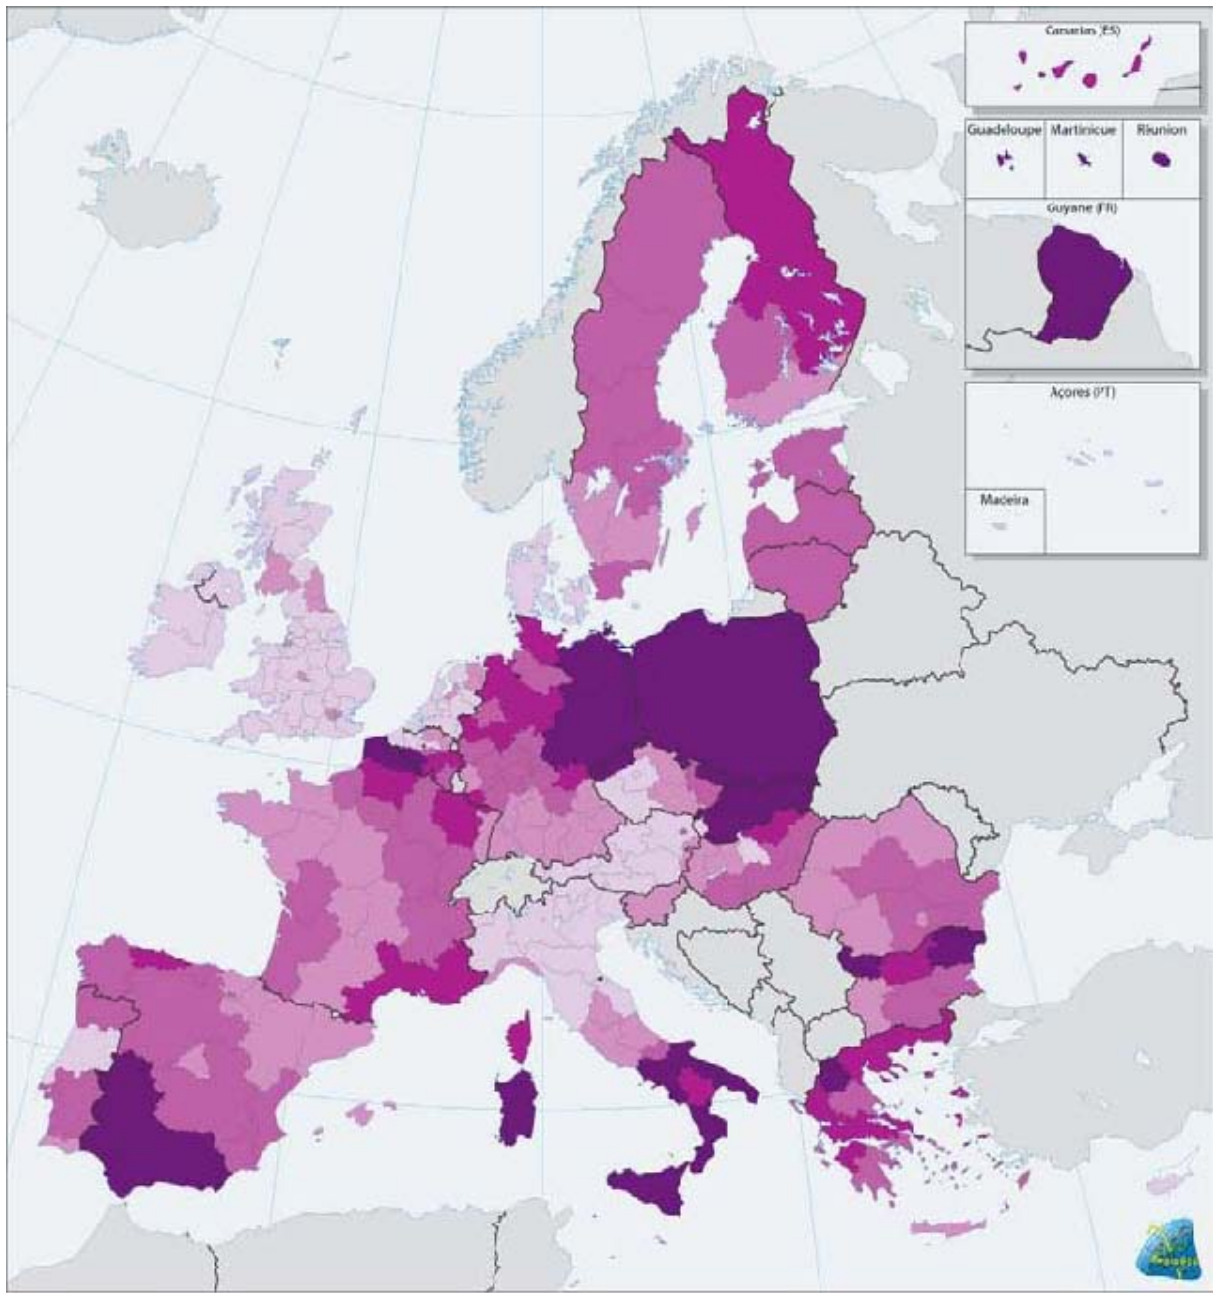 Canarias (ES)
Guadeloupe
Martinique
Réunion
Guyane (FR)
Açores (PT)
Madeira